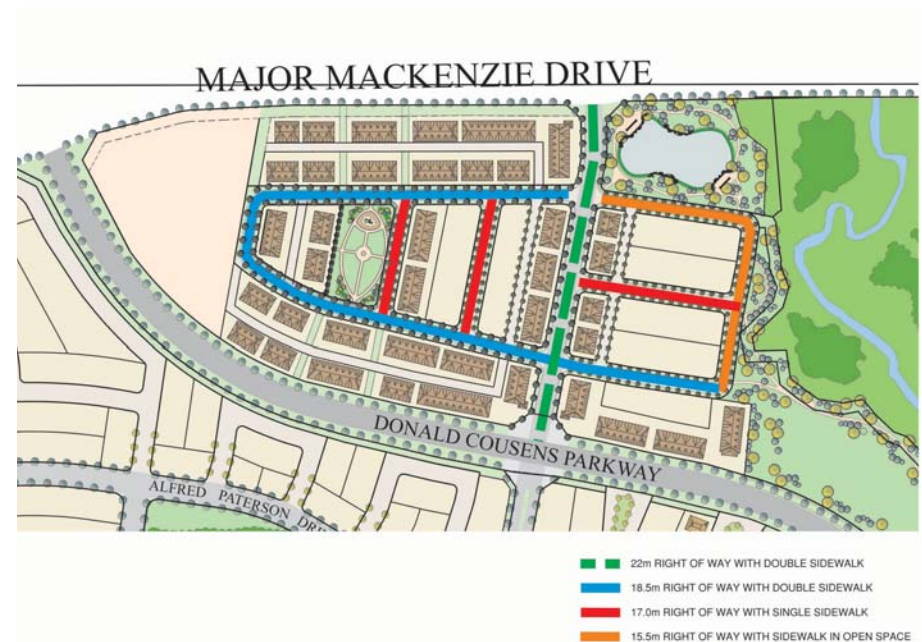 MAJOR MACKENZIE DRIVE
DONALD COUSENS PARKWAY
ALFRED PATERSON DRI
22m RIGHT OF WAY WITH DOUBLE SIDEWALK
18.5m RIGHT OF WAY WITH DOUBLE SIDEWALK
17.0m RIGHT OF WAY WITH SINGLE SIDEWALK
15.5m RIGHT OF WAY WITH SIDEWALK IN OPEN SPACE